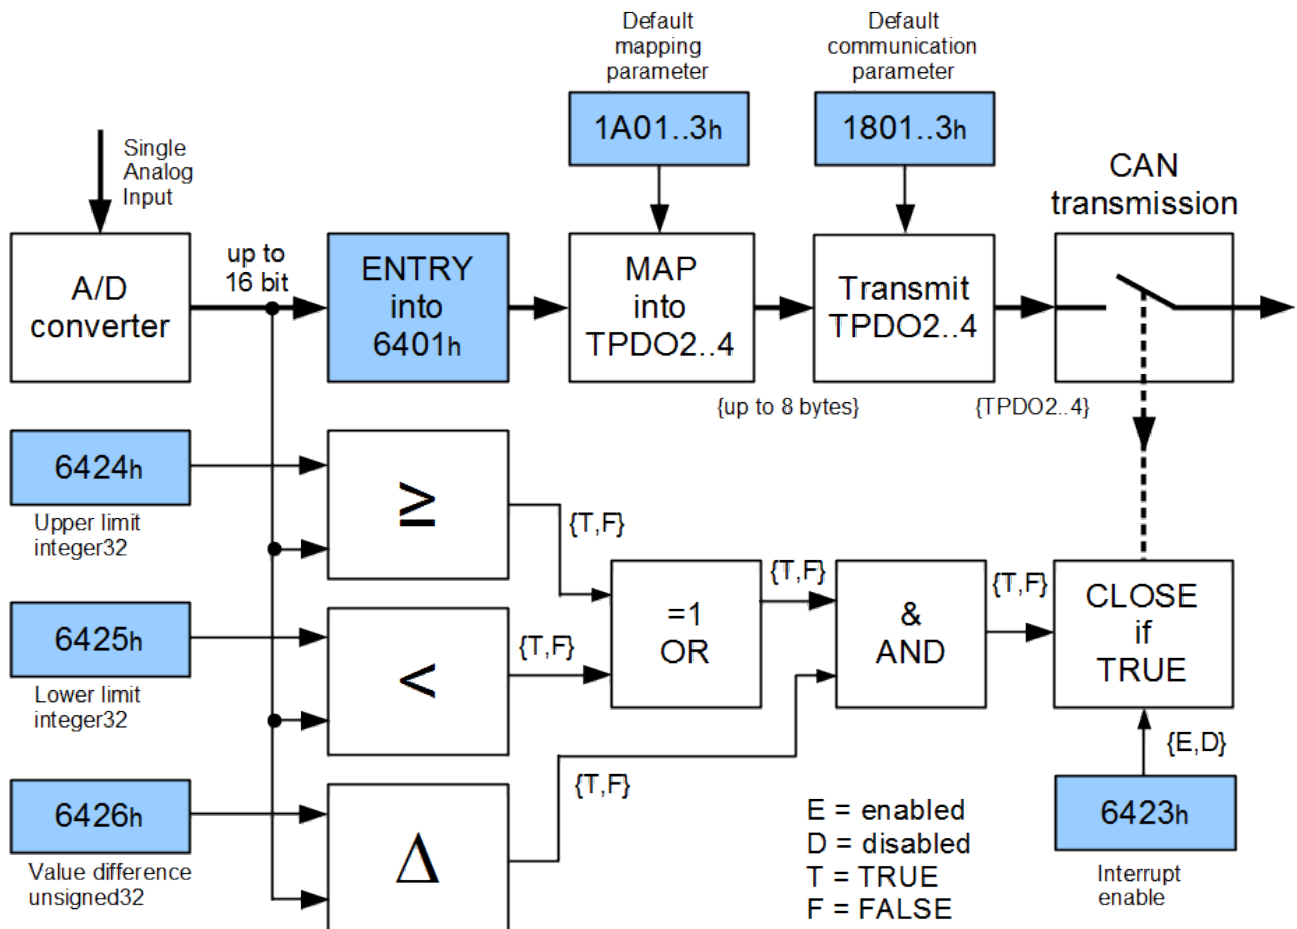 Default
mapping
parameter
Default
communication
parameter
1A01..3h
1801..3h
Single
Analog
Input
CAN
transmission
A/D
converter
up to
16 bit
ENTRY
into
6401h
MAP
into
TPDO2..4
Transmit
TPDO2..4
{up to 8 bytes}
{TPDO2..4}
6424h
Upper limit
integer32
≥
{T,F}
6425h
Lower limit
integer32
<
{T,F}
=1
OR
{T,F}
&
AND
{T,F}
CLOSE
if
TRUE
{E,D}
6426h
Value difference
unsigned32
Δ
{T,F}
E = enabled
D = disabled
T = TRUE
F = FALSE
6423h
Interrupt
enable